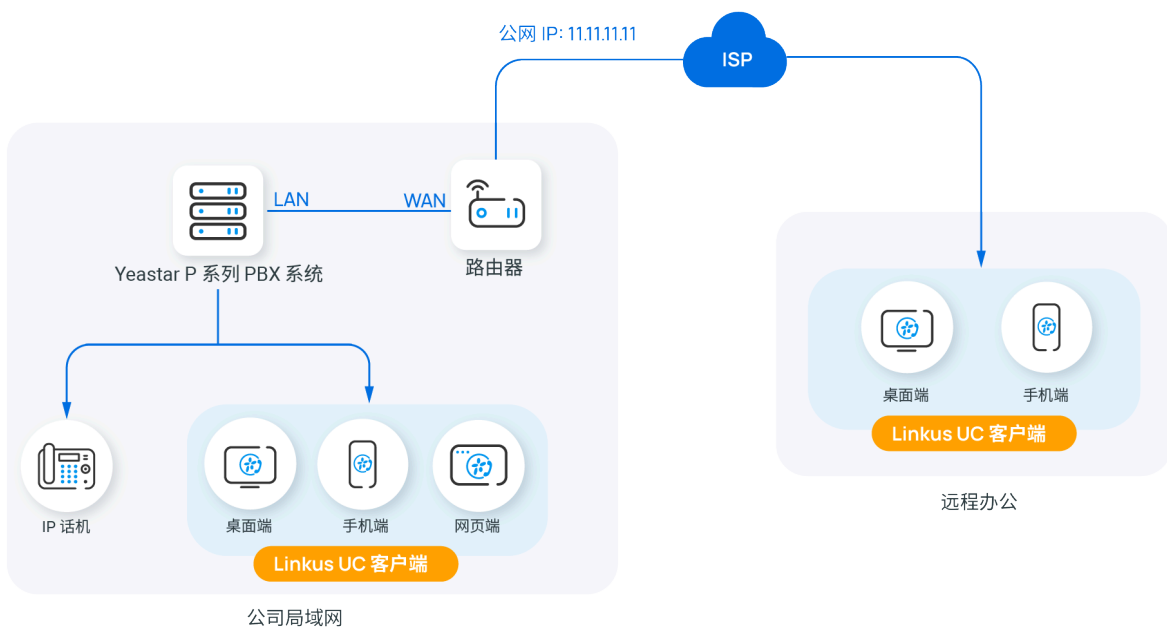 公网 IP: 11.11.11.11
ISP
LAN
WAN
Yeastar P 系列 PBX 系统
路由器
桌面端
手机端
Linkus UC 客户端
远程办公
IP 话机
桌面端
手机端
网页端
Linkus UC 客户端
公司局域网